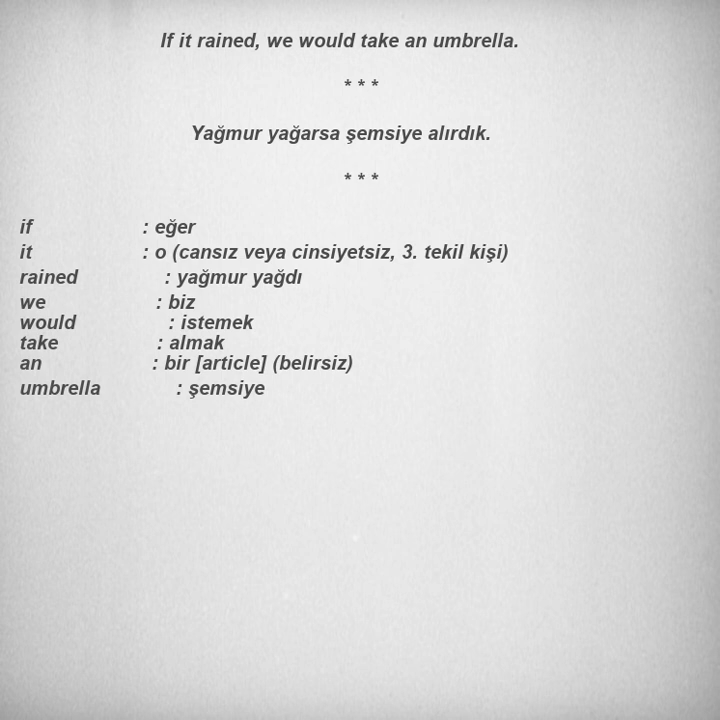 If it rained, we would take an umbrella.
* * *
Yağmur yağarsa şemsiye alırdık.
* * *
if : eğer
it : o (cansız veya cinsiyetsiz, 3. tekil kişi)
rained : yağmur yağdı
we : biz
would : istemek
take : almak
an : bir [article] (belirsiz)
umbrella : şemsiye